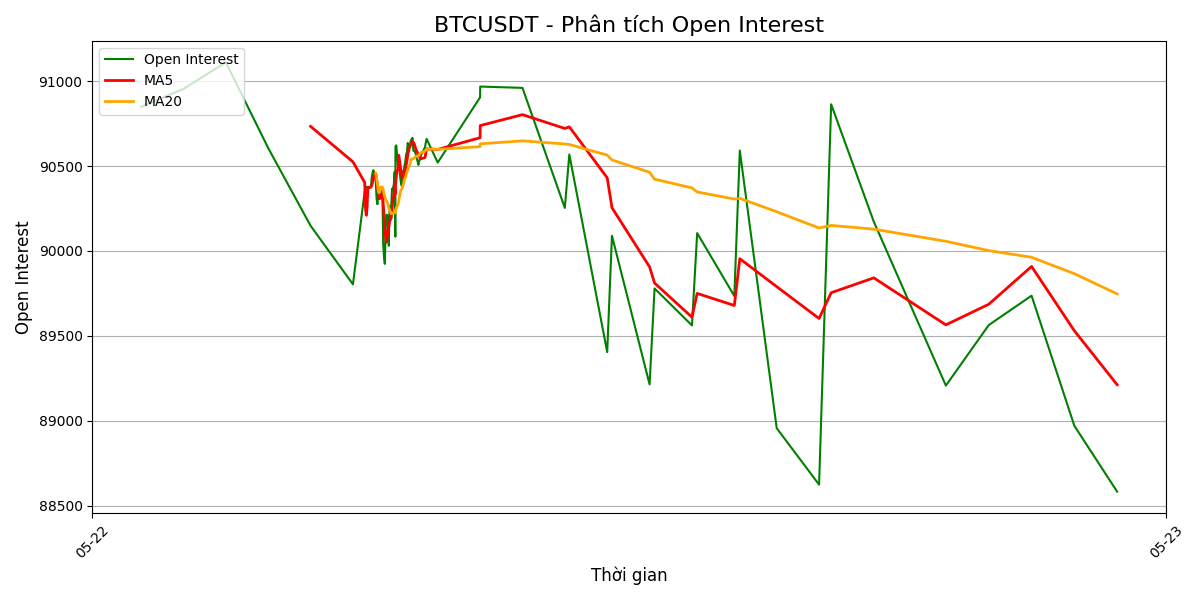 BTCUSDT - Phân tích Open Interest
Open Interest
MA5
MA20
91000
90500
90000
89500
89000
88500
Open Interest
05-22
05-23
Thời gian